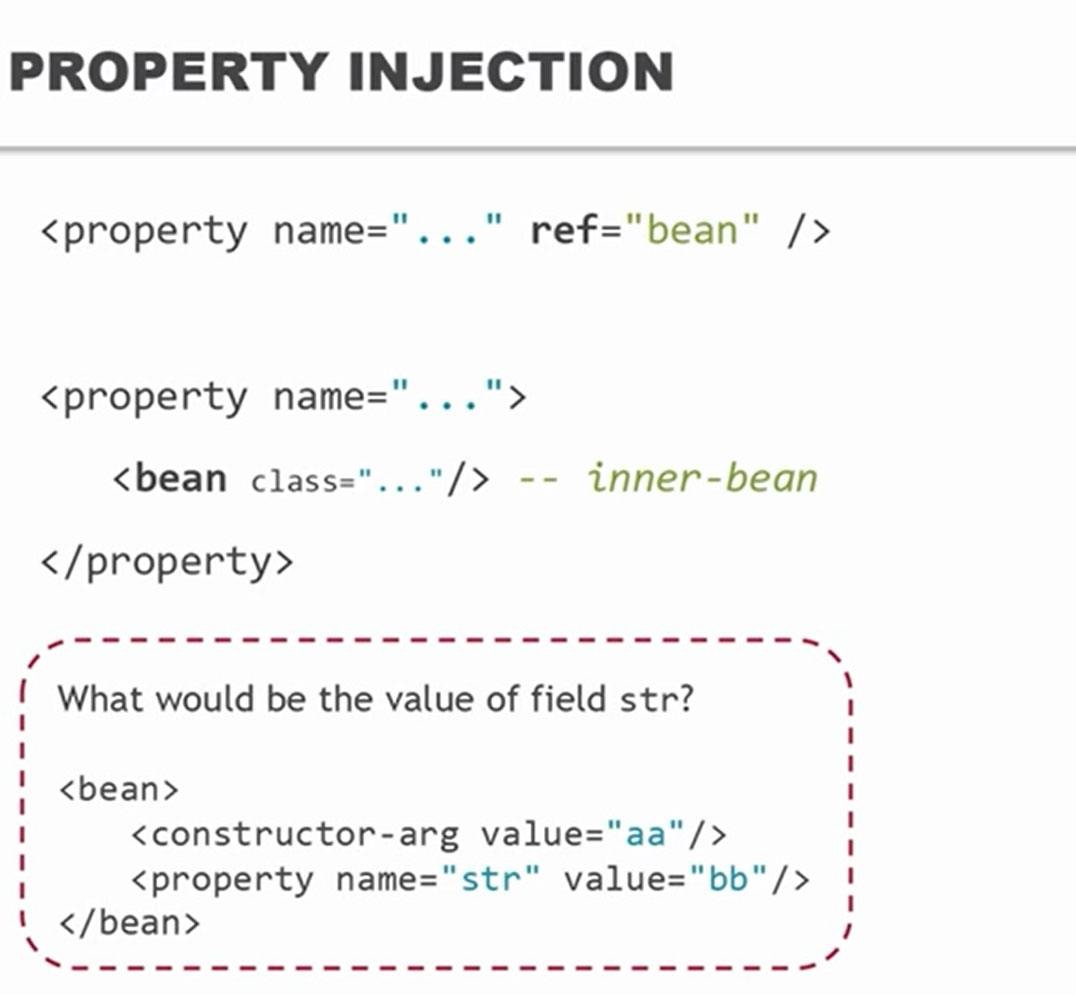 PROPERTY INJECTION
<property name="..." ref="bean" />
<property name="...">
<bean class="..."/> -- inner-bean
</property>
What would be the value of field str?
<bean>
<constructor-arg value="aa"/>
<property name="str" value="bb"/>
</bean>